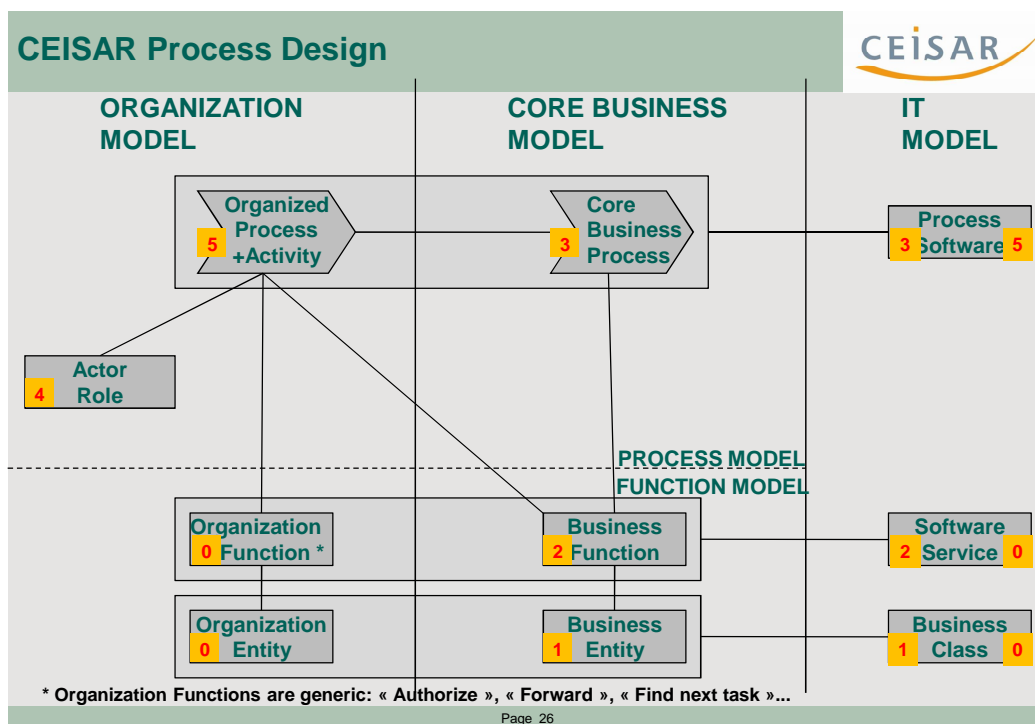 CEISAR Process Design
CEISAR
ORGANIZATION
MODEL
CORE BUSINESS
MODEL
IT
MODEL
Organized
Process
5 +Activity
Core
Business
3 Process
Process
3 Software 5
Actor
4 Role
PROCESS MODEL
FUNCTION MODEL
Organization
0 Function *
Business
2 Function
Software
2 Service 0
Organization
0 Entity
Business
1 Entity
Business
1 Class 0
* Organization Functions are generic: « Authorize », « Forward », « Find next task »...
Page 26